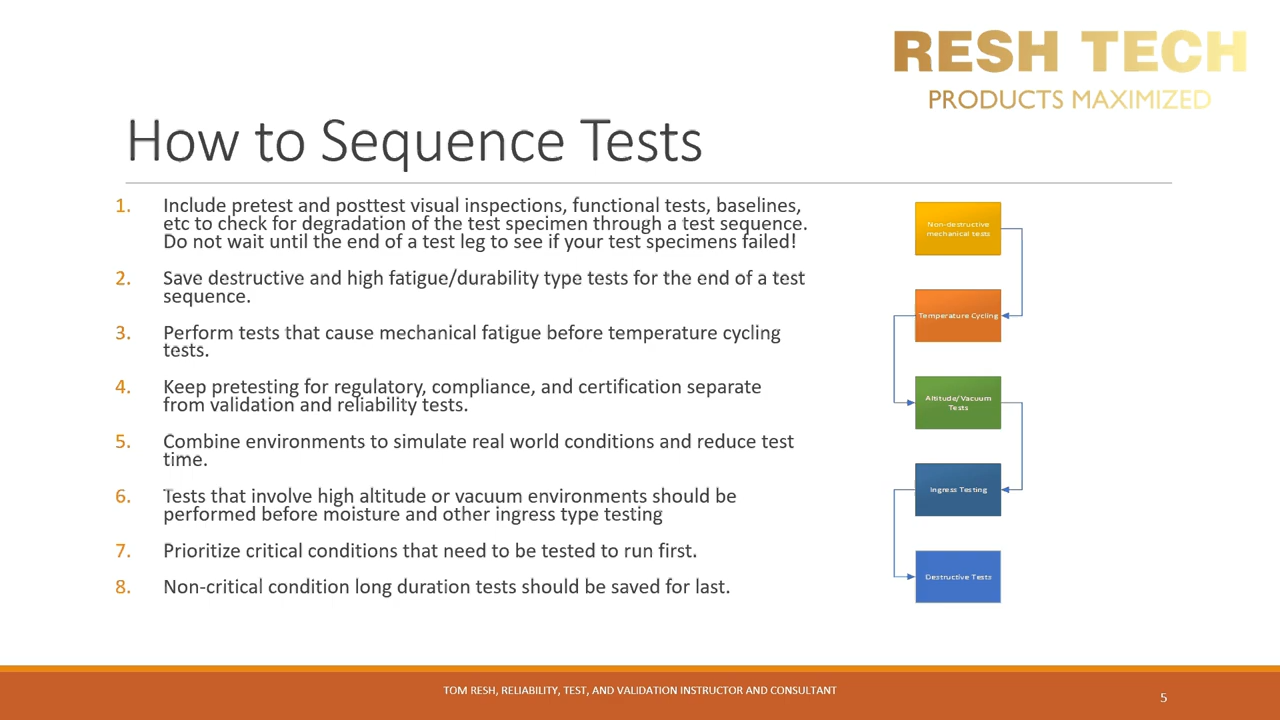 RESH TECH
PRODUCTS MAXIMIZED
How to Sequence Tests
1. Include pretest and posttest visual inspections, functional tests, baselines,
etc to check for degradation of the test specimen through a test sequence.
Do not wait until the end of a test leg to see if your test specimens failed!
2. Save destructive and high fatigue/durability type tests for the end of a test
sequence.
3. Perform tests that cause mechanical fatigue before temperature cycling
tests.
4. Keep pretesting for regulatory, compliance, and certification separate
from validation and reliability tests.
5. Combine environments to simulate real world conditions and reduce test
time.
6. Tests that involve high altitude or vacuum environments should be
performed before moisture and other ingress type testing
7. Prioritize critical conditions that need to be tested to run first.
8. Non-critical condition long duration tests should be saved for last.
Non-destructive
mechanical tests
Temperature Cycling
Altitude/Vacuum
Tests
Ingress Testing
Destructive Tests
TOM RESH, RELIABILITY, TEST, AND VALIDATION INSTRUCTOR AND CONSULTANT
5